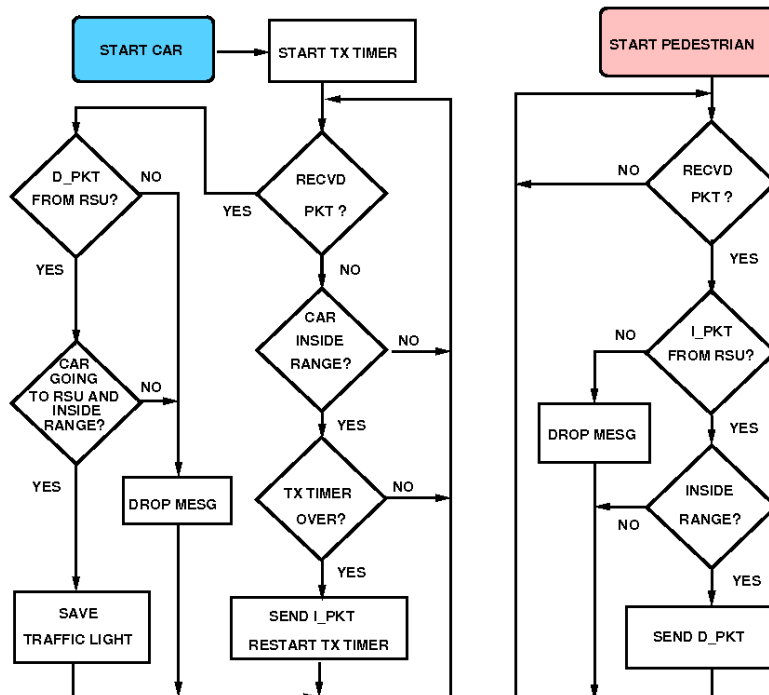 START CAR
START TX TIMER
START PEDESTRIAN
D_PKT
FROM RSU?
NO
YES
RECVD
PKT ?
YES
NO
RECVD
PKT ?
NO
YES
CAR
GOING
TO RSU AND
INSIDE
RANGE?
NO
YES
CAR
INSIDE
RANGE?
NO
YES
I_PKT
FROM RSU?
NO
YES
DROP MESG
TX TIMER
OVER?
NO
YES
DROP MESG
INSIDE
RANGE?
NO
YES
SAVE
TRAFFIC LIGHT
SEND I_PKT
RESTART TX TIMER
SEND D_PKT